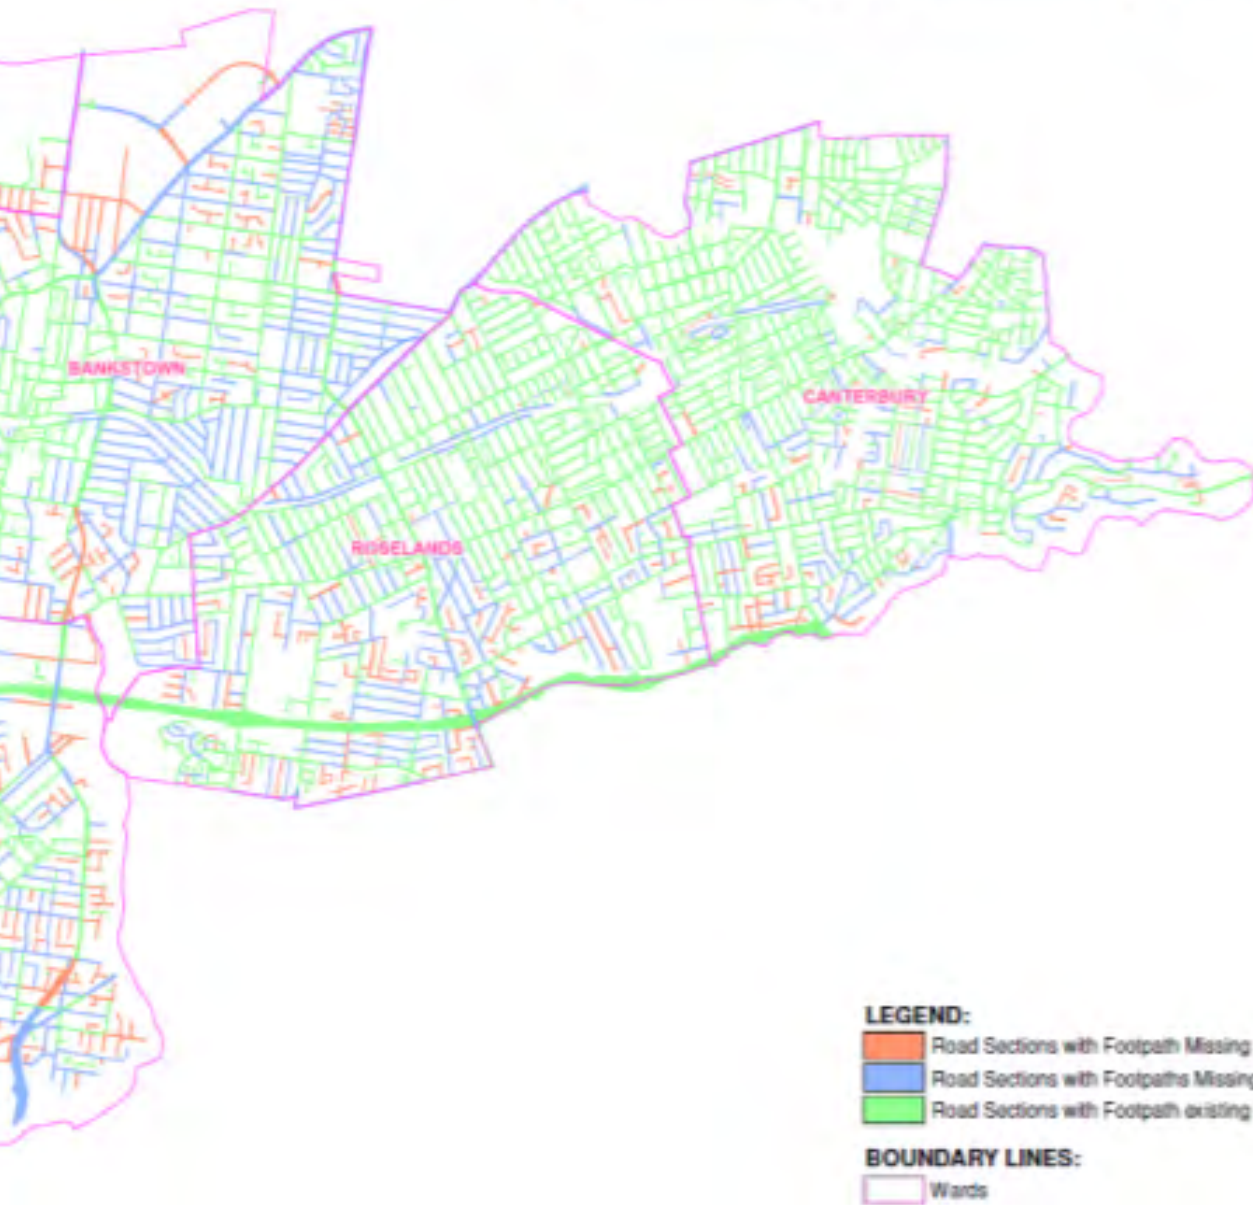 BANKSTOWN
CANTERBURY
ROSELANDS
LEGEND:
Road Sections with Footpath Missing
Road Sections with Footpaths Missing
Road Sections with Footpath existing
BOUNDARY LINES:
Wards